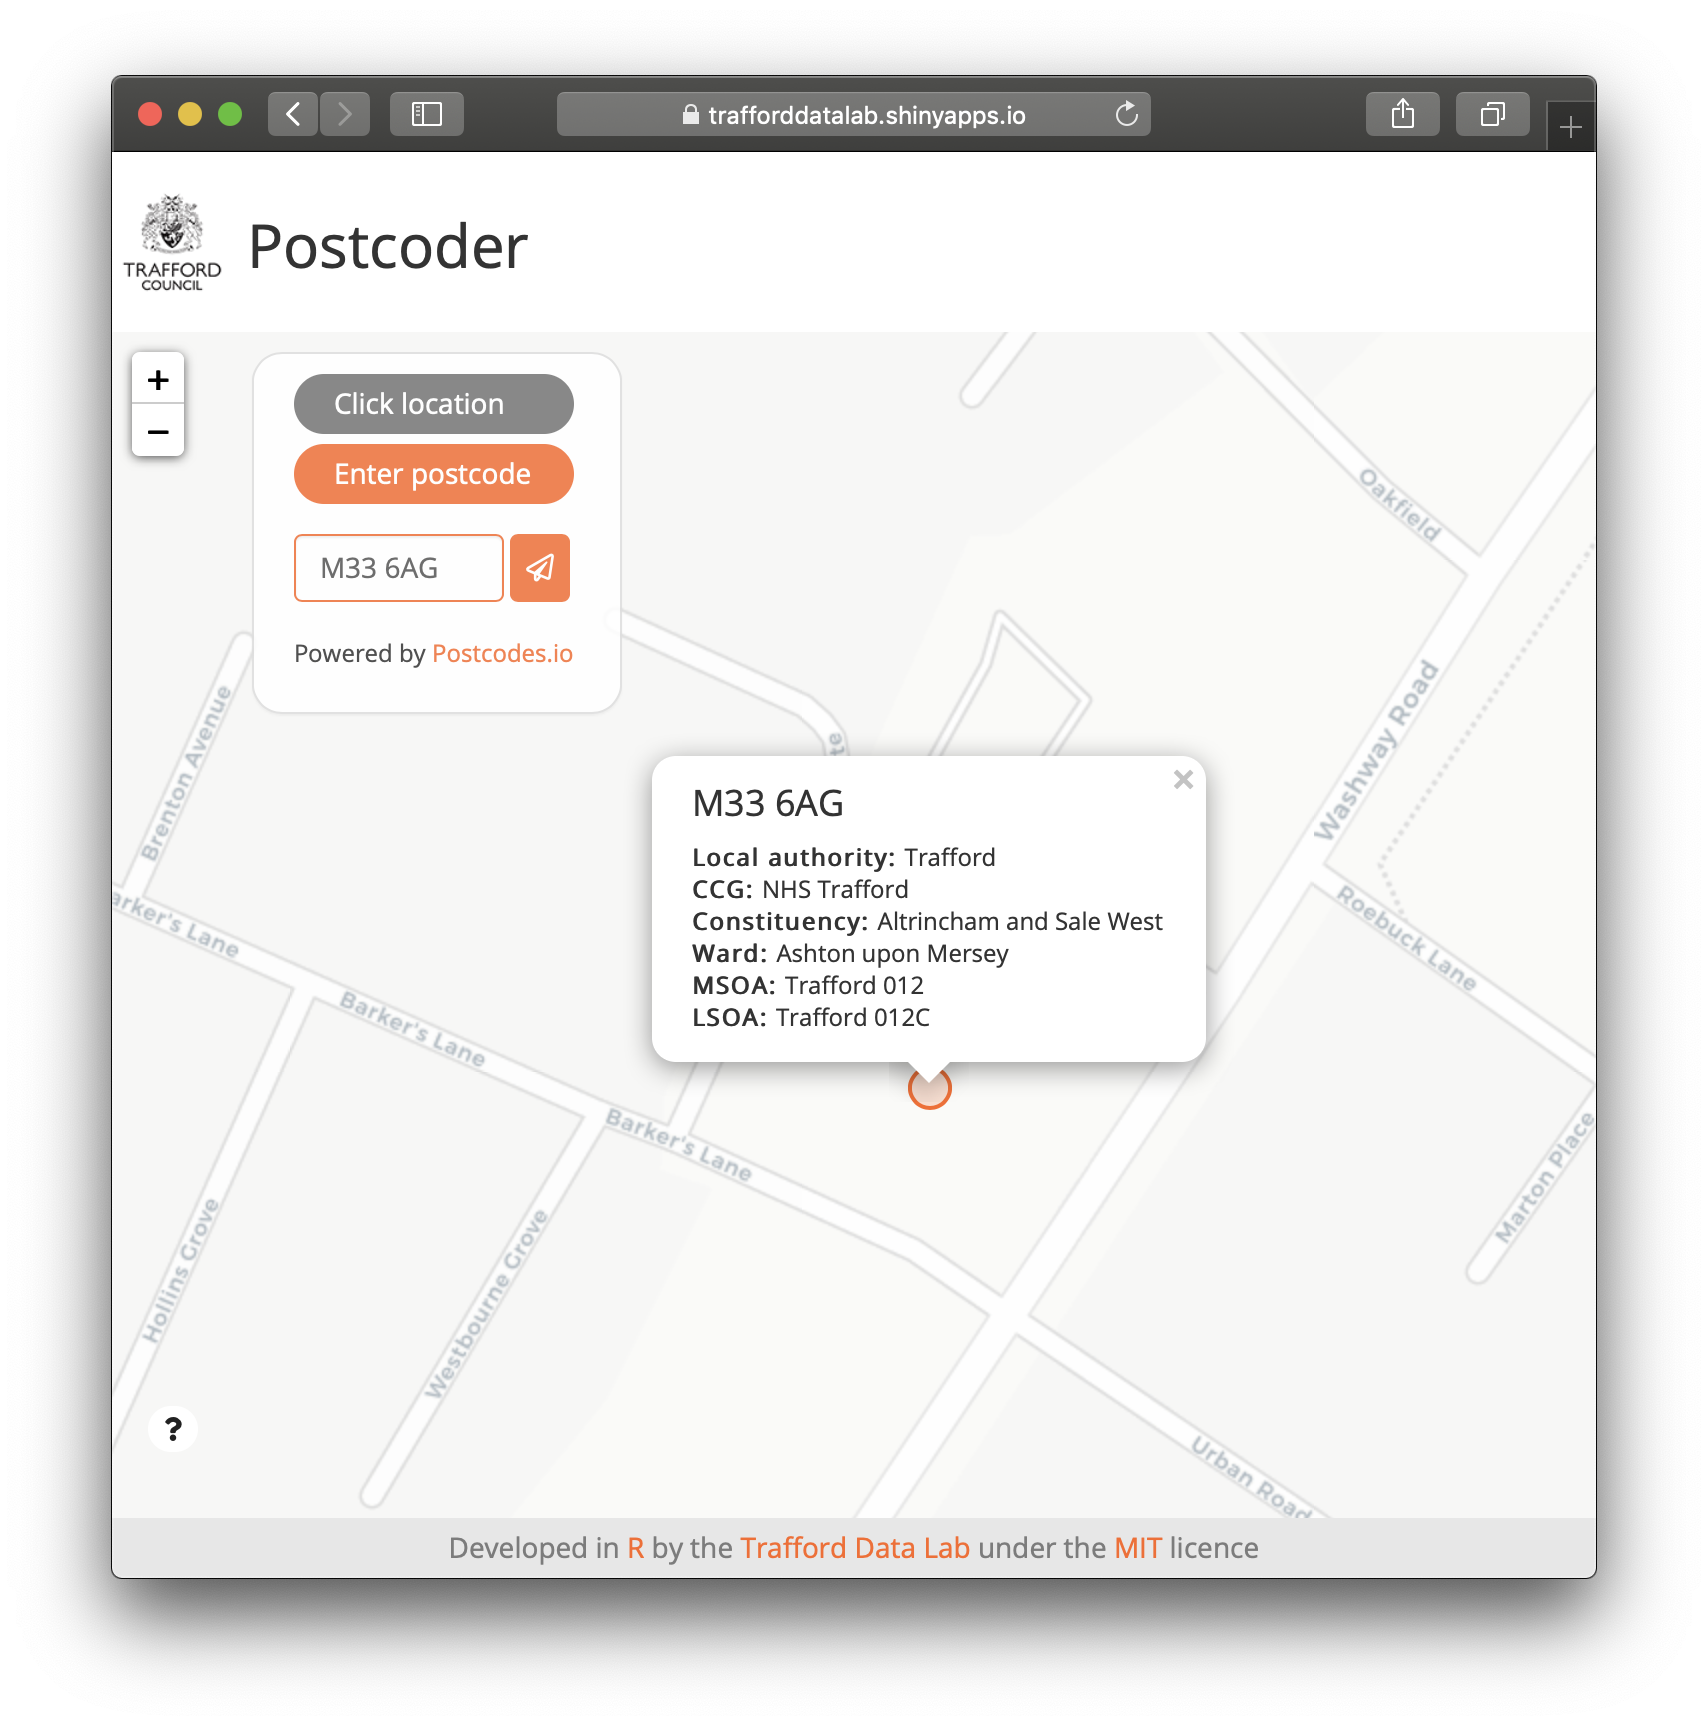 trafforddatalab.shinyapps.io
TRAFFORD
COUNCIL
Postcoder
+
−
Click location
Enter postcode
M33 6AG
Powered by Postcodes.io
Oakfield
Washway Road
Brenton Avenue
M33 6AG
Local authority: Trafford
CCG: NHS Trafford
Constituency: Altrincham and Sale West
Ward: Ashton upon Mersey
MSOA: Trafford 012
LSOA: Trafford 012C
Roebuck Lane
arker's Lane
Barker's Lane
Barker's Lane
Marton Place
Hollins Grove
Westbourne Grove
?
Urban Road
Developed in R by the Trafford Data Lab under the MIT licence